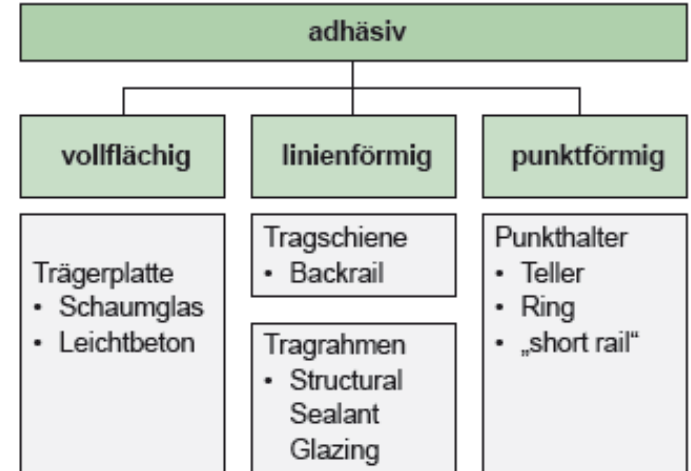 adhäsiv
vollflächig
linienförmig
punktförmig
Trägerplatte
• Schaumglas
• Leichtbeton
Tragschiene
• Backrail
Tragrahmen
• Structural
Sealant
Glazing
Punkthalter
• Teller
• Ring
• „short rail“